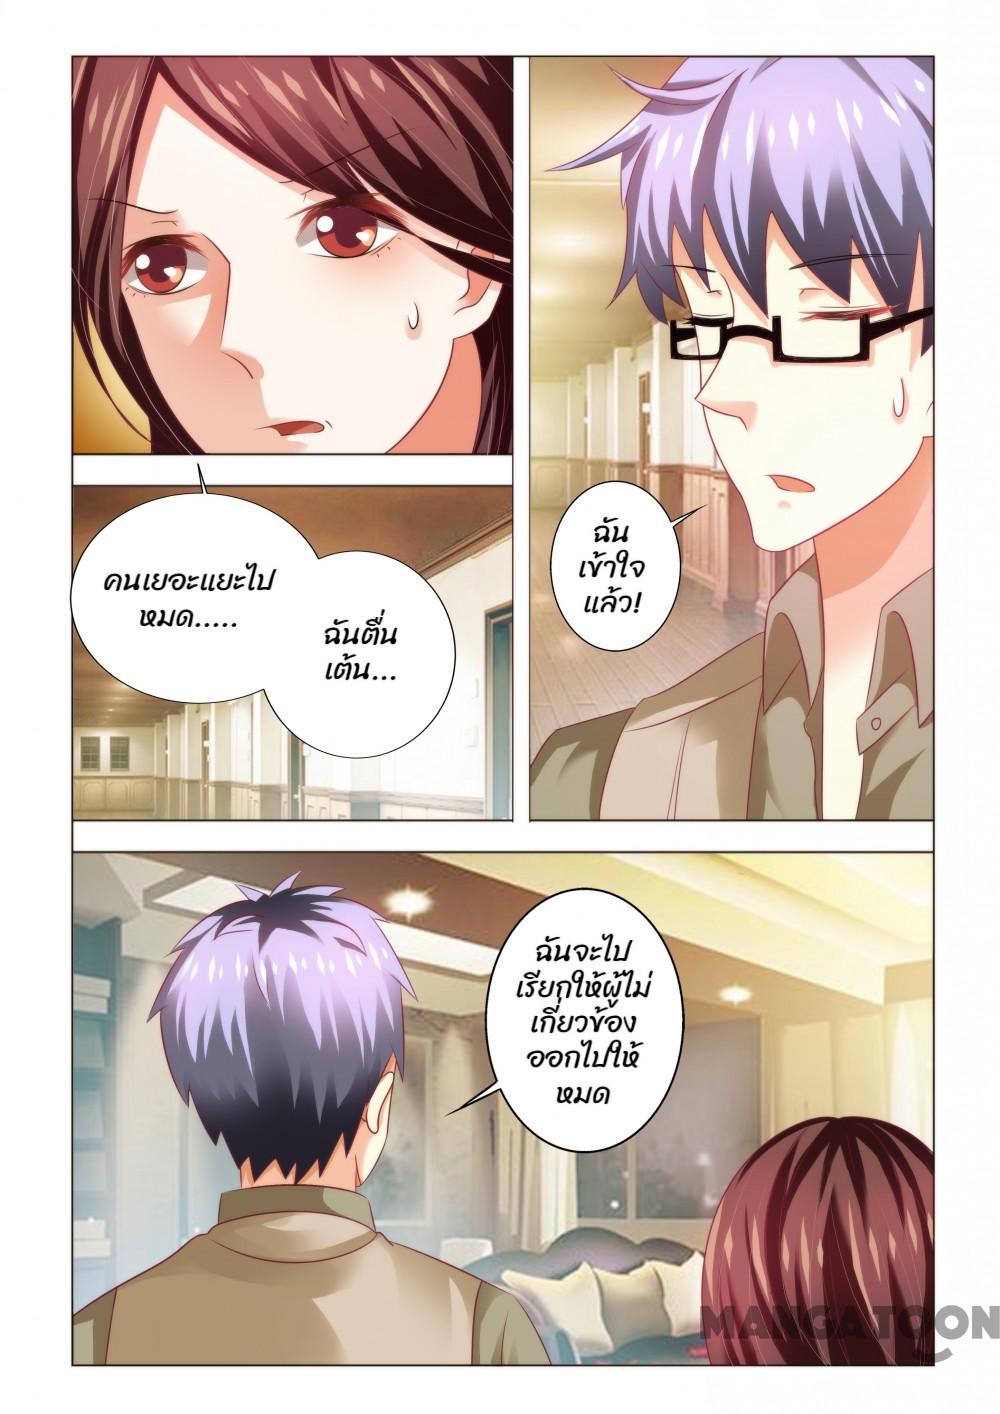 คนเยอะแยะไป
หมด.....
ฉันตื่น
เต้น...
ฉัน
เข้าใจ
แล้ว!
ฉันจะไป
เรียกให้ผู้ไม่
เกี่ยวข้อง
ออกไปให้
หมด
MANGATOON